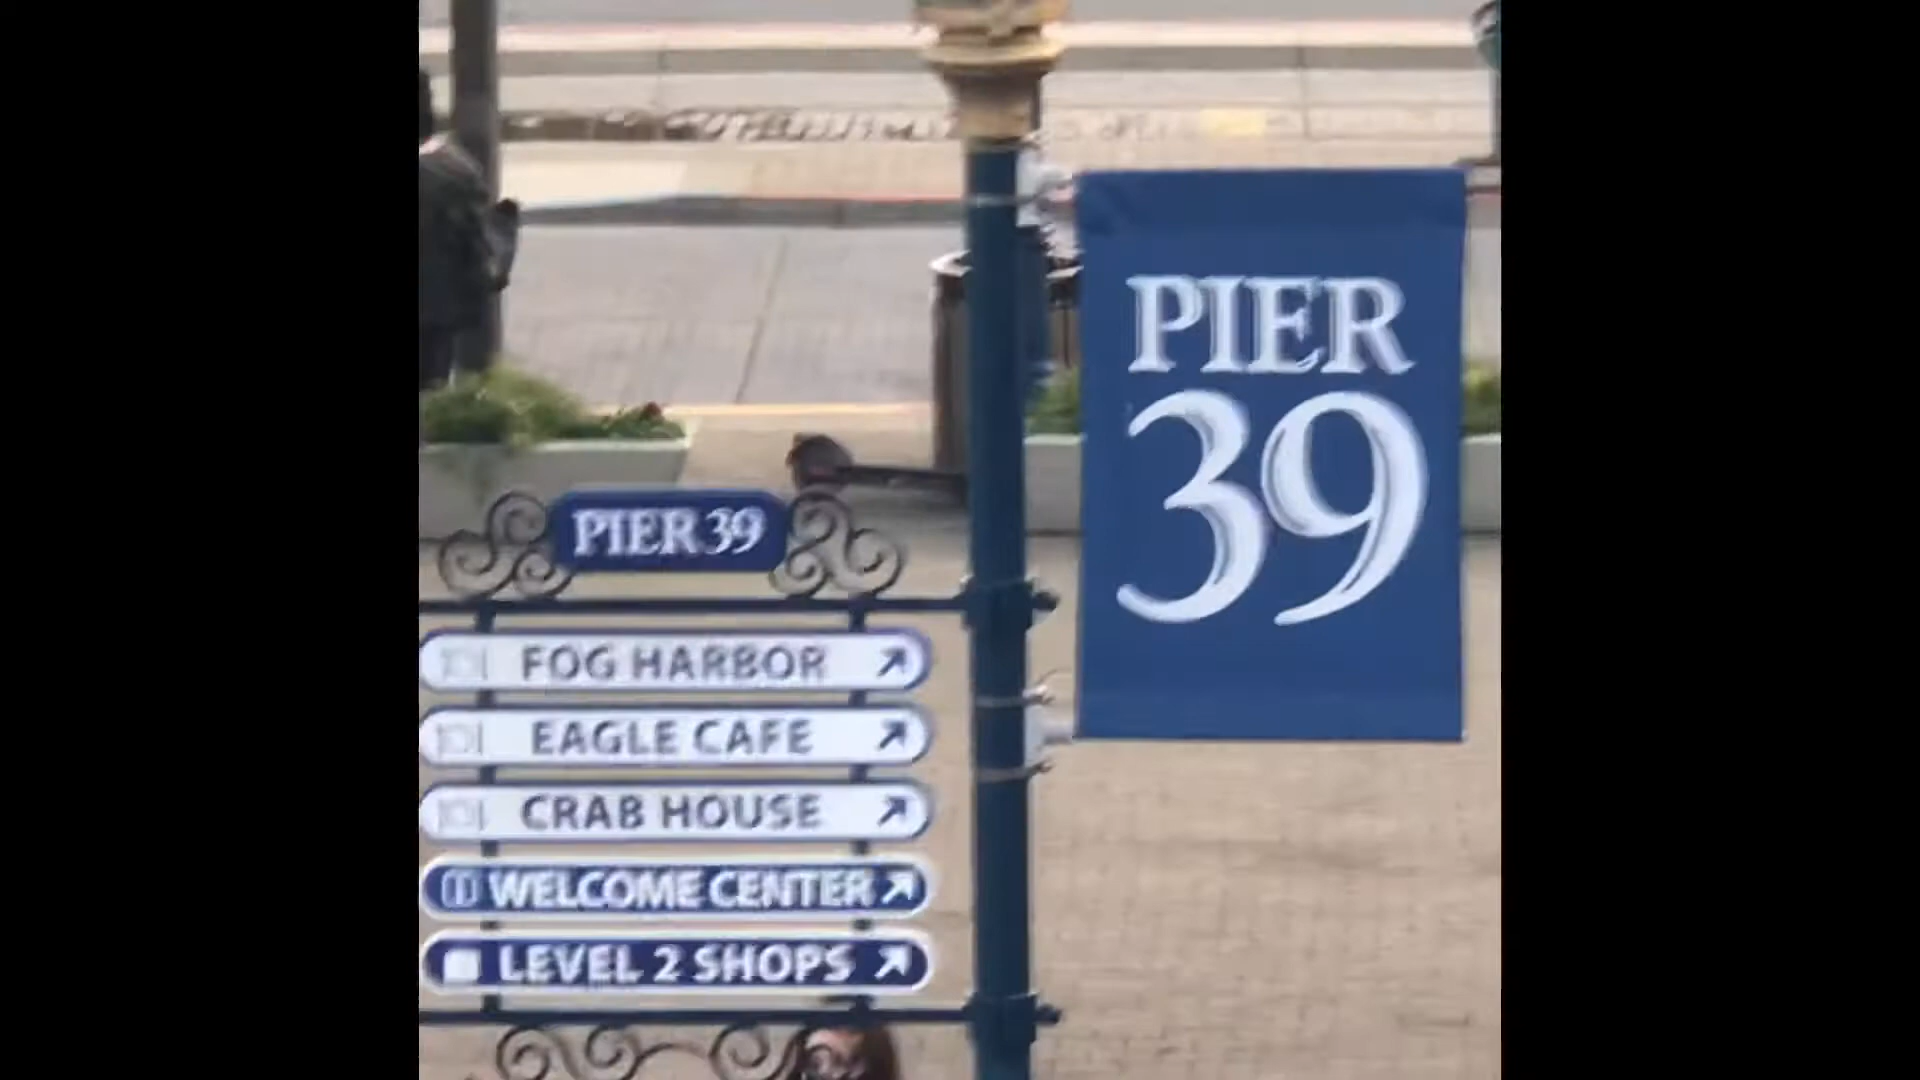 PIER
39
PIER 39
FOG HARBOR
EAGLE CAFE
CRAB HOUSE
WELCOME CENTER
LEVEL 2 SHOPS